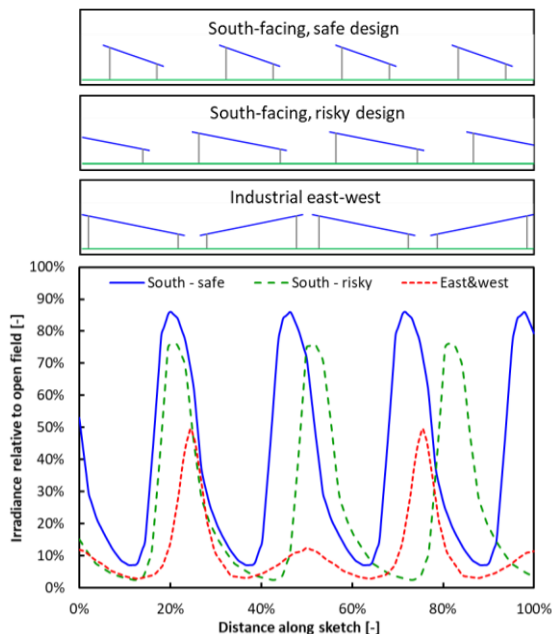 South-facing, safe design
South-facing, risky design
Industrial east-west
100%
90%
80%
70%
60%
50%
40%
30%
20%
10%
0%
South - safe
South - risky
East&west
Irradiance relative to open field [-]
0%
20%
40%
60%
80%
100%
Distance along sketch [-]